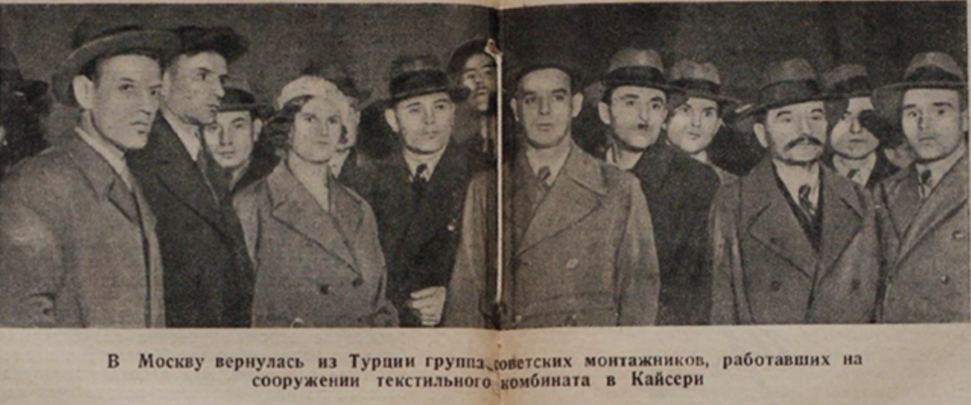 В Москву вернулась из Турции группа советских монтажников, работавших на
сооружении текстильного комбината в Кайсери